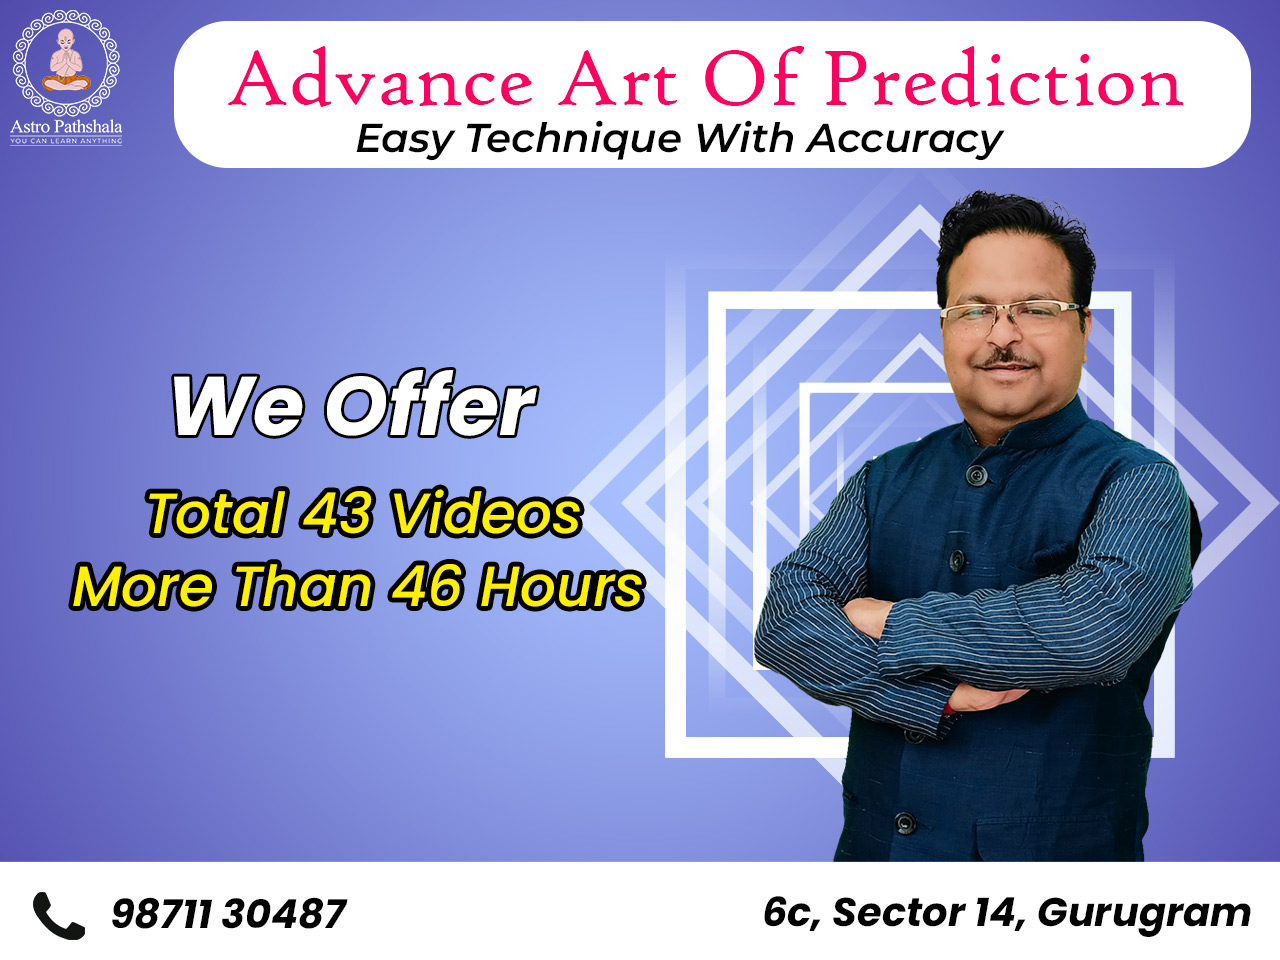 Astro Pathshala
YOU CAN LEARN ANYTHING
Advance Art Of Prediction
Easy Technique With Accuracy
We Offer
Total 43 Videos
More Than 46 Hours
98711 30487
6c, Sector 14, Gurugram